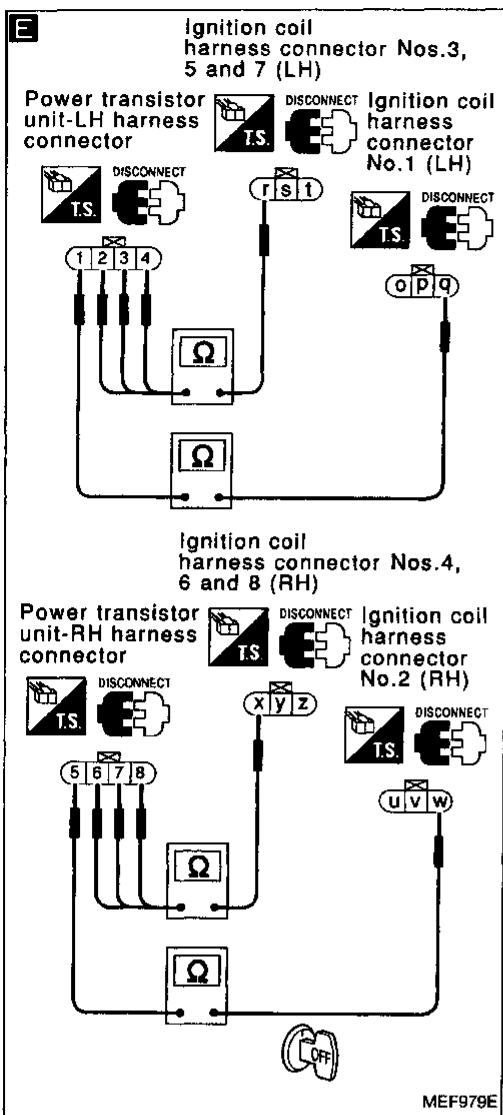 E
Ignition coil
harness connector Nos.3,
5 and 7 (LH)
Power transistor
unit-LH harness
connector
DISCONNECT
Ignition coil
harness
connector
No.1 (LH)
T.S.
DISCONNECT
T.S.
DISCONNECT
T.S.
r s t
1 2 3 4
o p q
Ω
Ω
Ignition coil
harness connector Nos.4,
6 and 8 (RH)
Power transistor
unit-RH harness
connector
DISCONNECT
Ignition coil
harness
connector
No.2 (RH)
T.S.
DISCONNECT
T.S.
DISCONNECT
T.S.
x y z
5 6 7 8
u v w
Ω
Ω
OFF
MEF979E